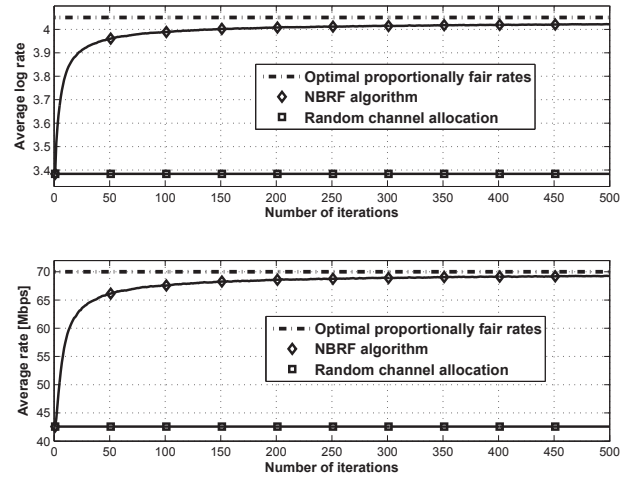 4
3.9
3.8
3.7
3.6
3.5
3.4
Average log rate
Optimal proportionally fair rates
NBRF algorithm
Random channel allocation
0 50 100 150 200 250 300 350 400 450 500
Number of iterations
70
65
60
55
50
45
40
Average rate [Mbps]
Optimal proportionally fair rates
NBRF algorithm
Random channel allocation
0 50 100 150 200 250 300 350 400 450 500
Number of iterations